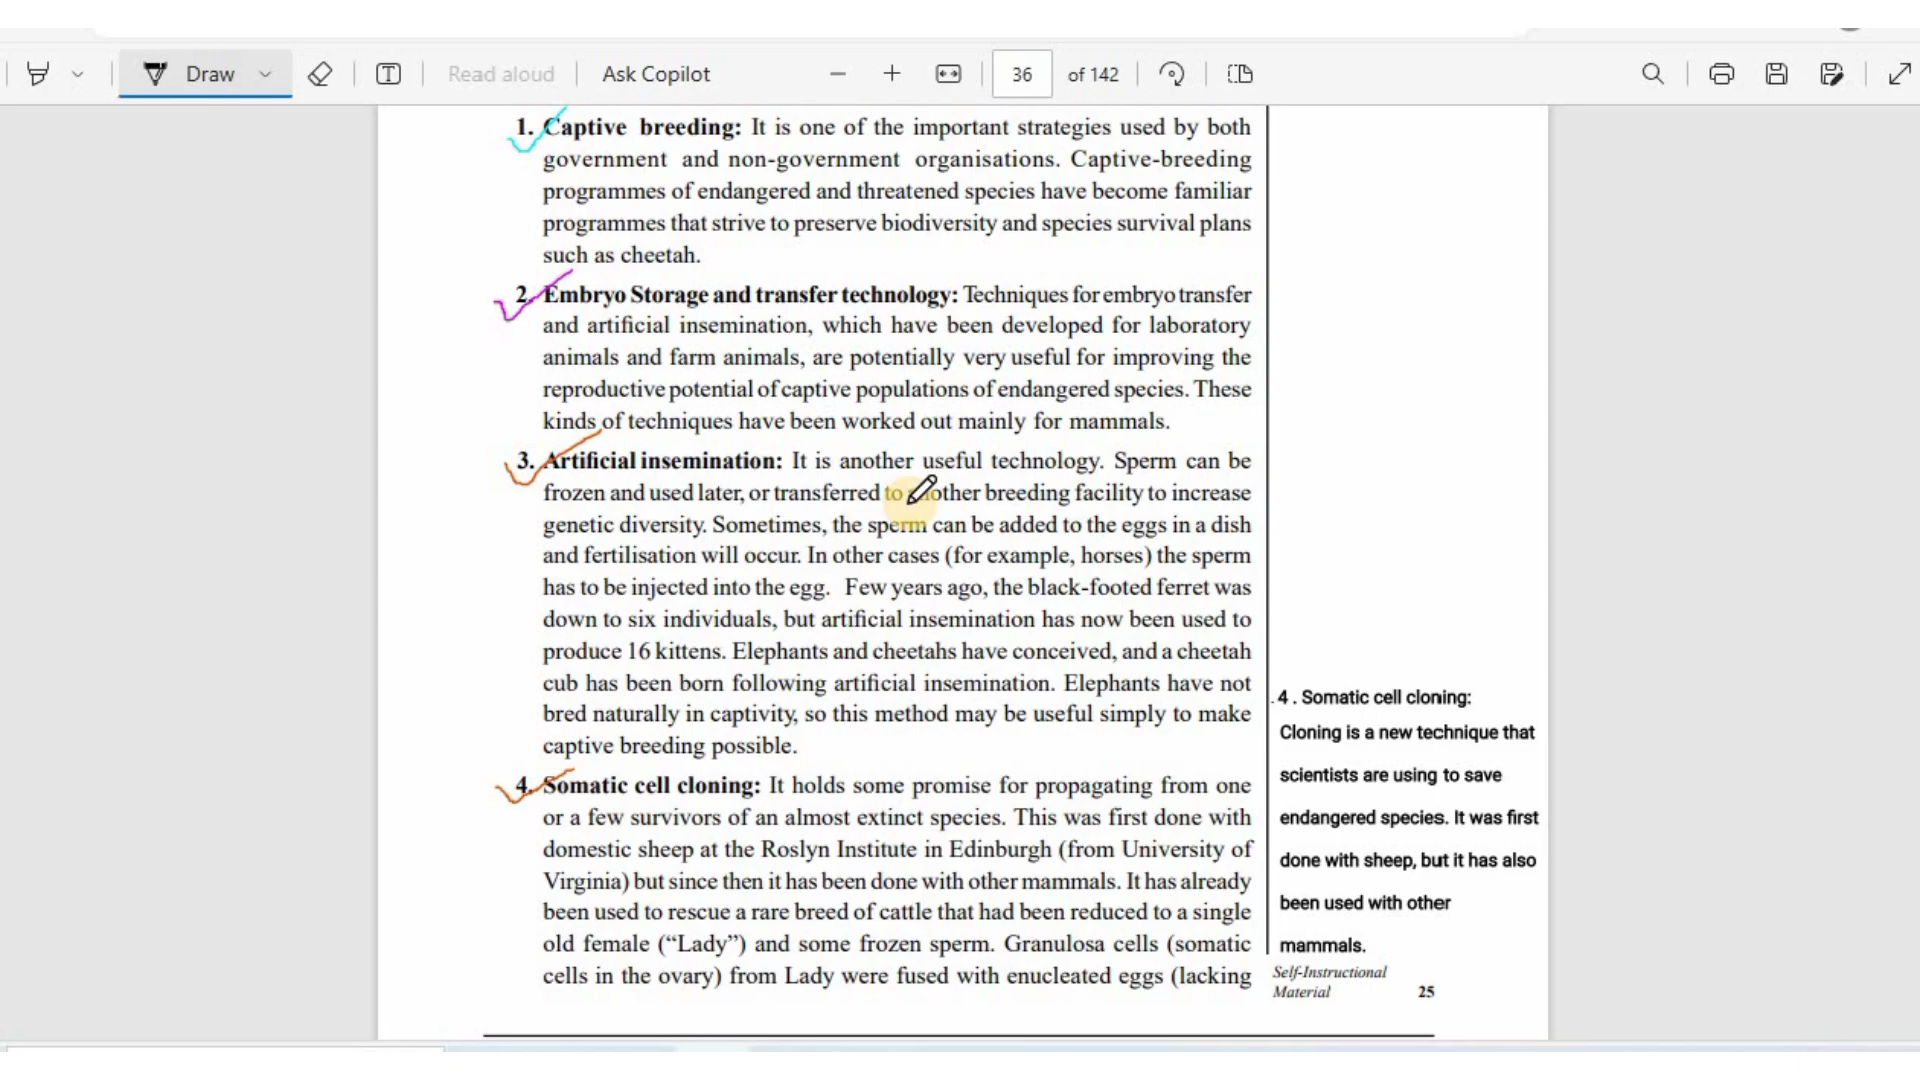 Draw
Read aloud
Ask Copilot
36
of 142
1. Captive breeding: It is one of the important strategies used by both
government and non-government organisations. Captive-breeding
programmes of endangered and threatened species have become familiar
programmes that strive to preserve biodiversity and species survival plans
such as cheetah.
2. Embryo Storage and transfer technology: Techniques for embryo transfer
and artificial insemination, which have been developed for laboratory
animals and farm animals, are potentially very useful for improving the
reproductive potential of captive populations of endangered species. These
kinds of techniques have been worked out mainly for mammals.
3. Artificial insemination: It is another useful technology. Sperm can be
frozen and used later, or transferred to another breeding facility to increase
genetic diversity. Sometimes, the sperm can be added to the eggs in a dish
and fertilisation will occur. In other cases (for example, horses) the sperm
has to be injected into the egg. Few years ago, the black-footed ferret was
down to six individuals, but artificial insemination has now been used to
produce 16 kittens. Elephants and cheetahs have conceived, and a cheetah
cub has been born following artificial insemination. Elephants have not
bred naturally in captivity, so this method may be useful simply to make
captive breeding possible.
4. Somatic cell cloning: It holds some promise for propagating from one
or a few survivors of an almost extinct species. This was first done with
domestic sheep at the Roslyn Institute in Edinburgh (from University of
Virginia) but since then it has been done with other mammals. It has already
been used to rescue a rare breed of cattle that had been reduced to a single
old female (“Lady”) and some frozen sperm. Granulosa cells (somatic
cells in the ovary) from Lady were fused with enucleated eggs (lacking
. 4 . Somatic cell cloning:
Cloning is a new technique that
scientists are using to save
endangered species. It was first
done with sheep, but it has also
been used with other
mammals.
Self-Instructional
Material 25